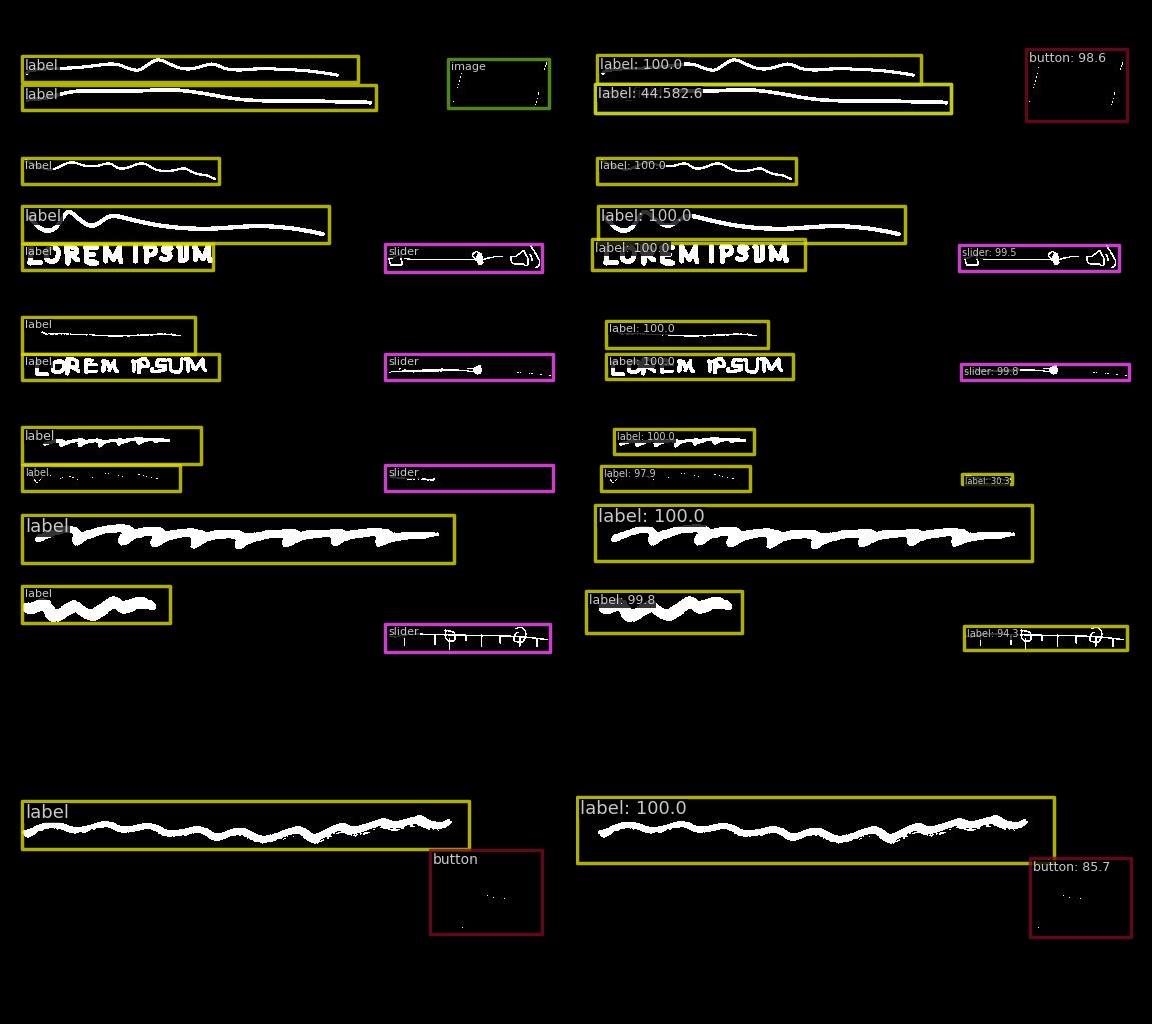 label
image
label: 100.0
button: 98.6
label
label: 44.582.6
label
label: 100.0
label
label: 100.0
label
LOREM IPSUM
slider
label: 100.0
LOREM IPSUM
slider: 99.5
label
label: 100.0
label
LOREM IPSUM
slider
label: 100.0
LOREM IPSUM
slider: 99.8
label
label: 100.0
label
slider
label: 97.9
label: 30.3
label
label: 100.0
label
label: 99.8
slider
label: 94.3
label
label: 100.0
button
button: 85.7